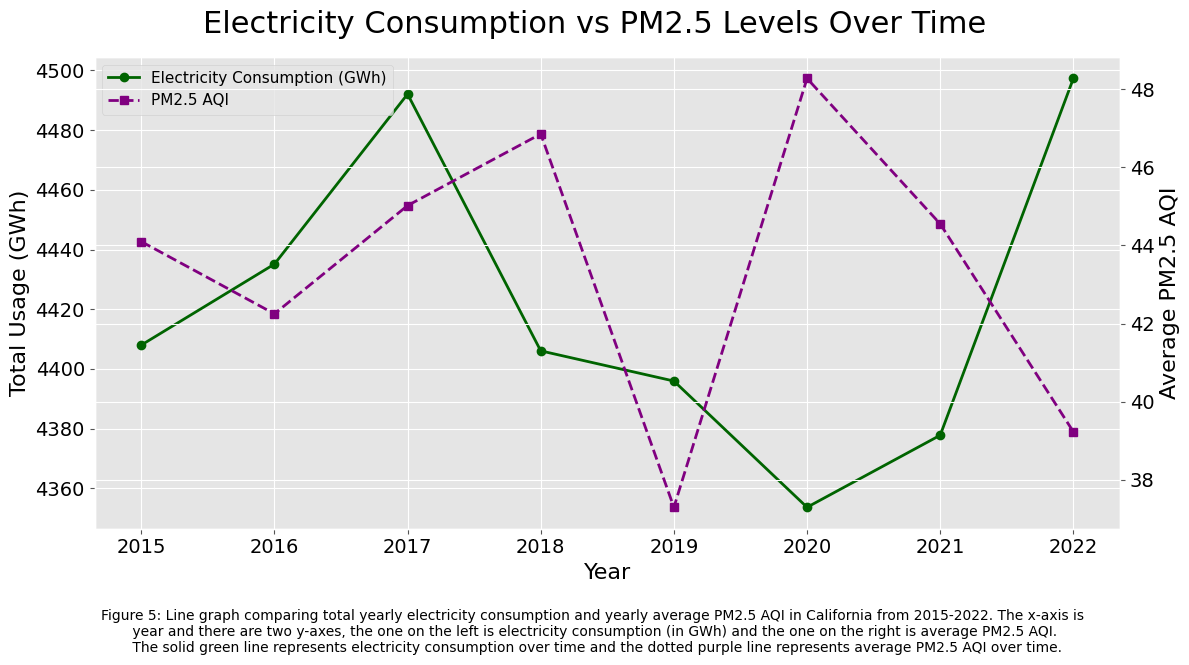 Electricity Consumption vs PM2.5 Levels Over Time
Electricity Consumption (GWh)
PM2.5 AQI
Total Usage (GWh)
4500
4480
4460
4440
4420
4400
4380
4360
48
46
44
42
40
38
Average PM2.5 AQI
2015 2016 2017 2018 2019 2020 2021 2022
Year
Figure 5: Line graph comparing total yearly electricity consumption and yearly average PM2.5 AQI in California from 2015-2022. The x-axis is
year and there are two y-axes, the one on the left is electricity consumption (in GWh) and the one on the right is average PM2.5 AQI.
The solid green line represents electricity consumption over time and the dotted purple line represents average PM2.5 AQI over time.